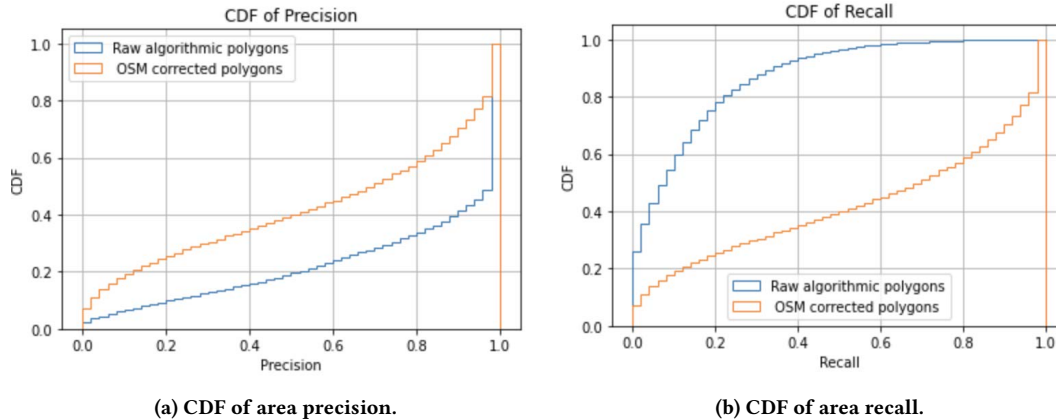 CDF of Precision
Raw algorithmic polygons
OSM corrected polygons
CDF
1.0
0.8
0.6
0.4
0.2
0.0
0.0 0.2 0.4 0.6 0.8 1.0
Precision
(a) CDF of area precision.
CDF of Recall
CDF
1.0
0.8
0.6
0.4
0.2
0.0
Raw algorithmic polygons
OSM corrected polygons
0.0 0.2 0.4 0.6 0.8 1.0
Recall
(b) CDF of area recall.